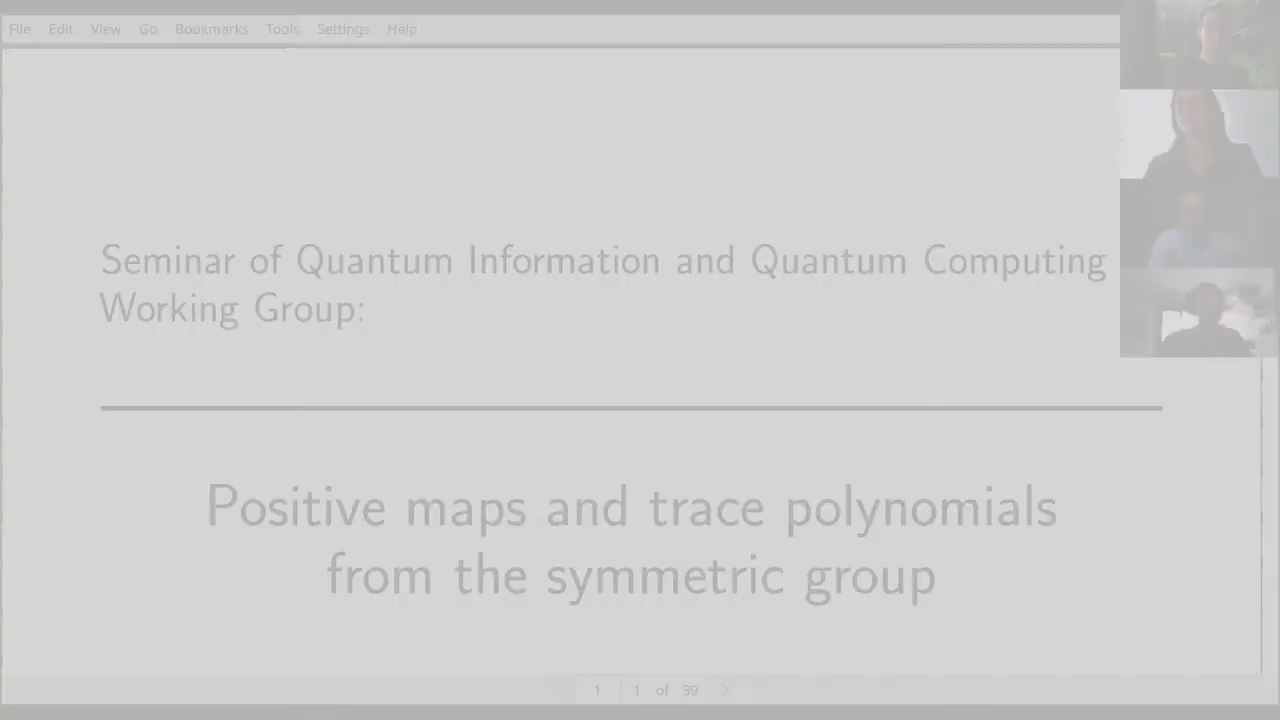 File Edit View Go Bookmarks Tools Settings Help
Seminar of Quantum Information and Quantum Computing
Working Group:
Positive maps and trace polynomials
from the symmetric group
1 1 of 39